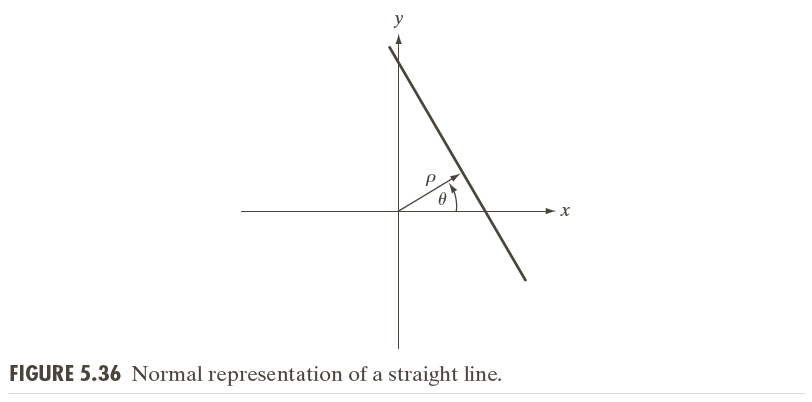 y
ρ
θ
x
FIGURE 5.36 Normal representation of a straight line.